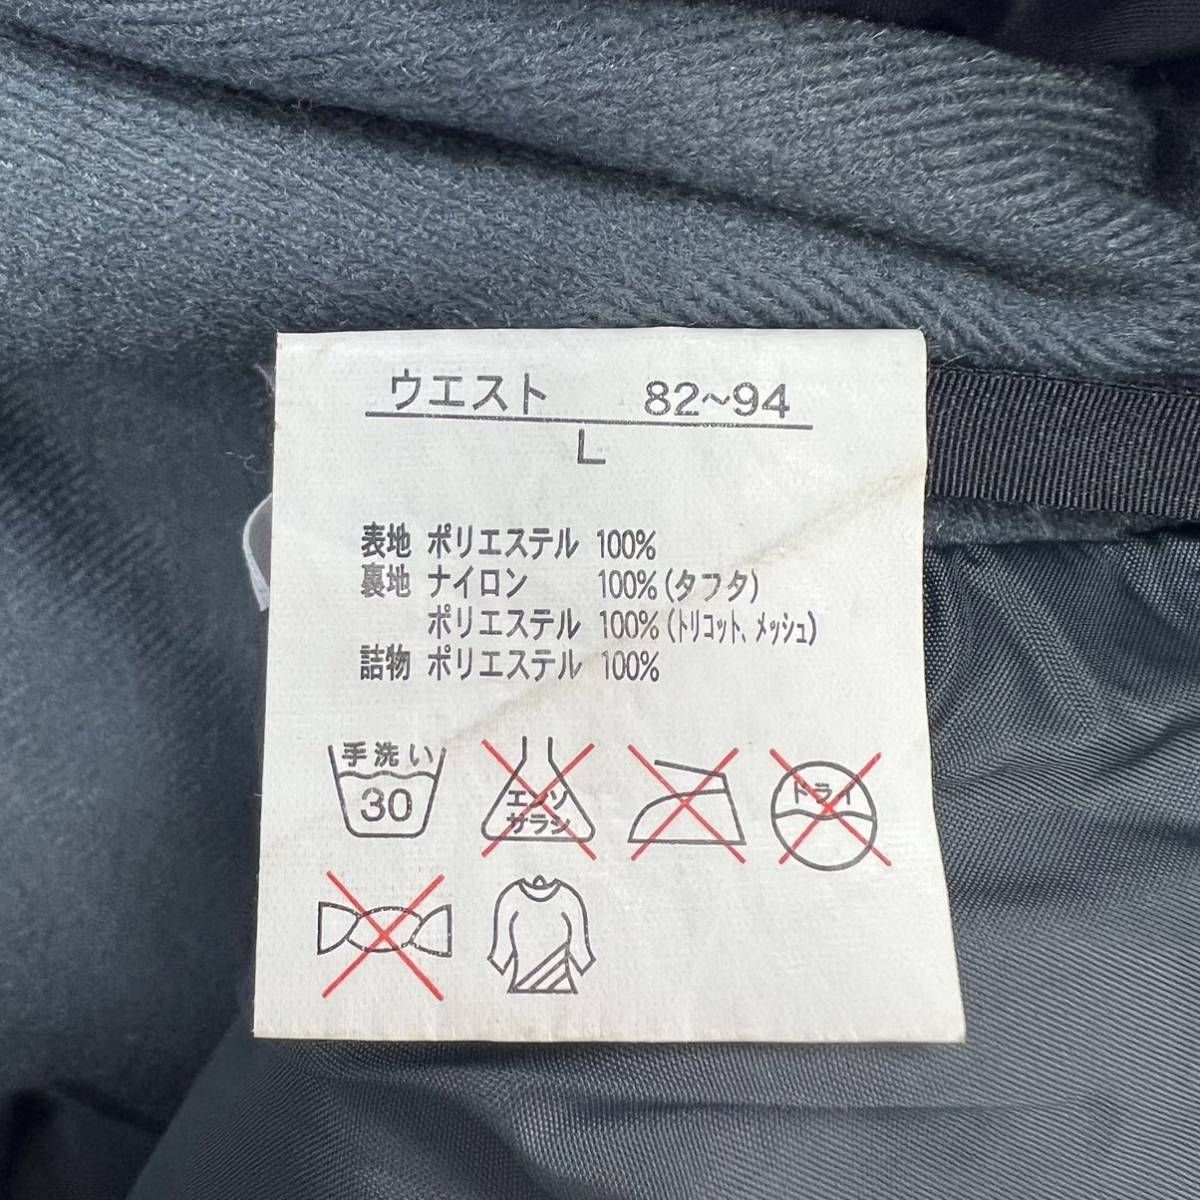 ウエスト 82~94
L
表地 ポリエステル 100%
裏地 ナイロン 100%(タフタ)
ポリエステル 100%(トリコット、メッシュ)
詰物 ポリエステル 100%
手洗い
30
エンソ
サラシ
ドライ